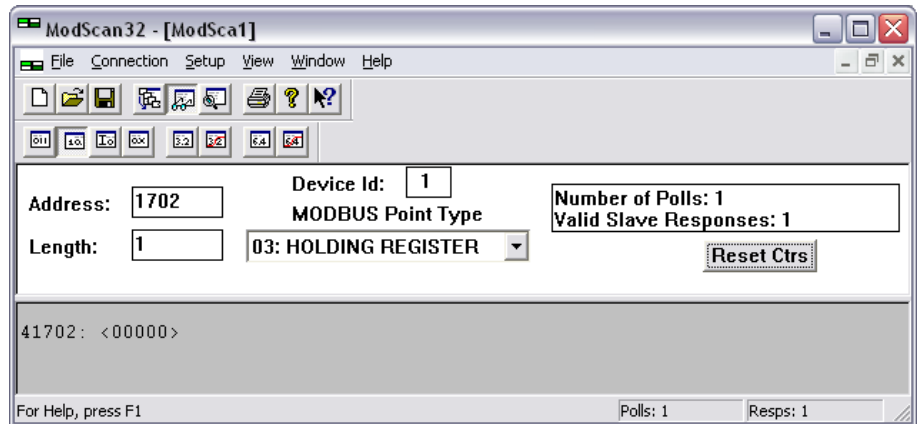 ModScan32 - [ModSca1]
File Connection Setup View Window Help
Address: 1702
Device Id: 1
MODBUS Point Type
Length: 1
03: HOLDING REGISTER
Number of Polls: 1
Valid Slave Responses: 1
Reset Ctrs
41702: <00000>
For Help, press F1
Polls: 1
Resps: 1